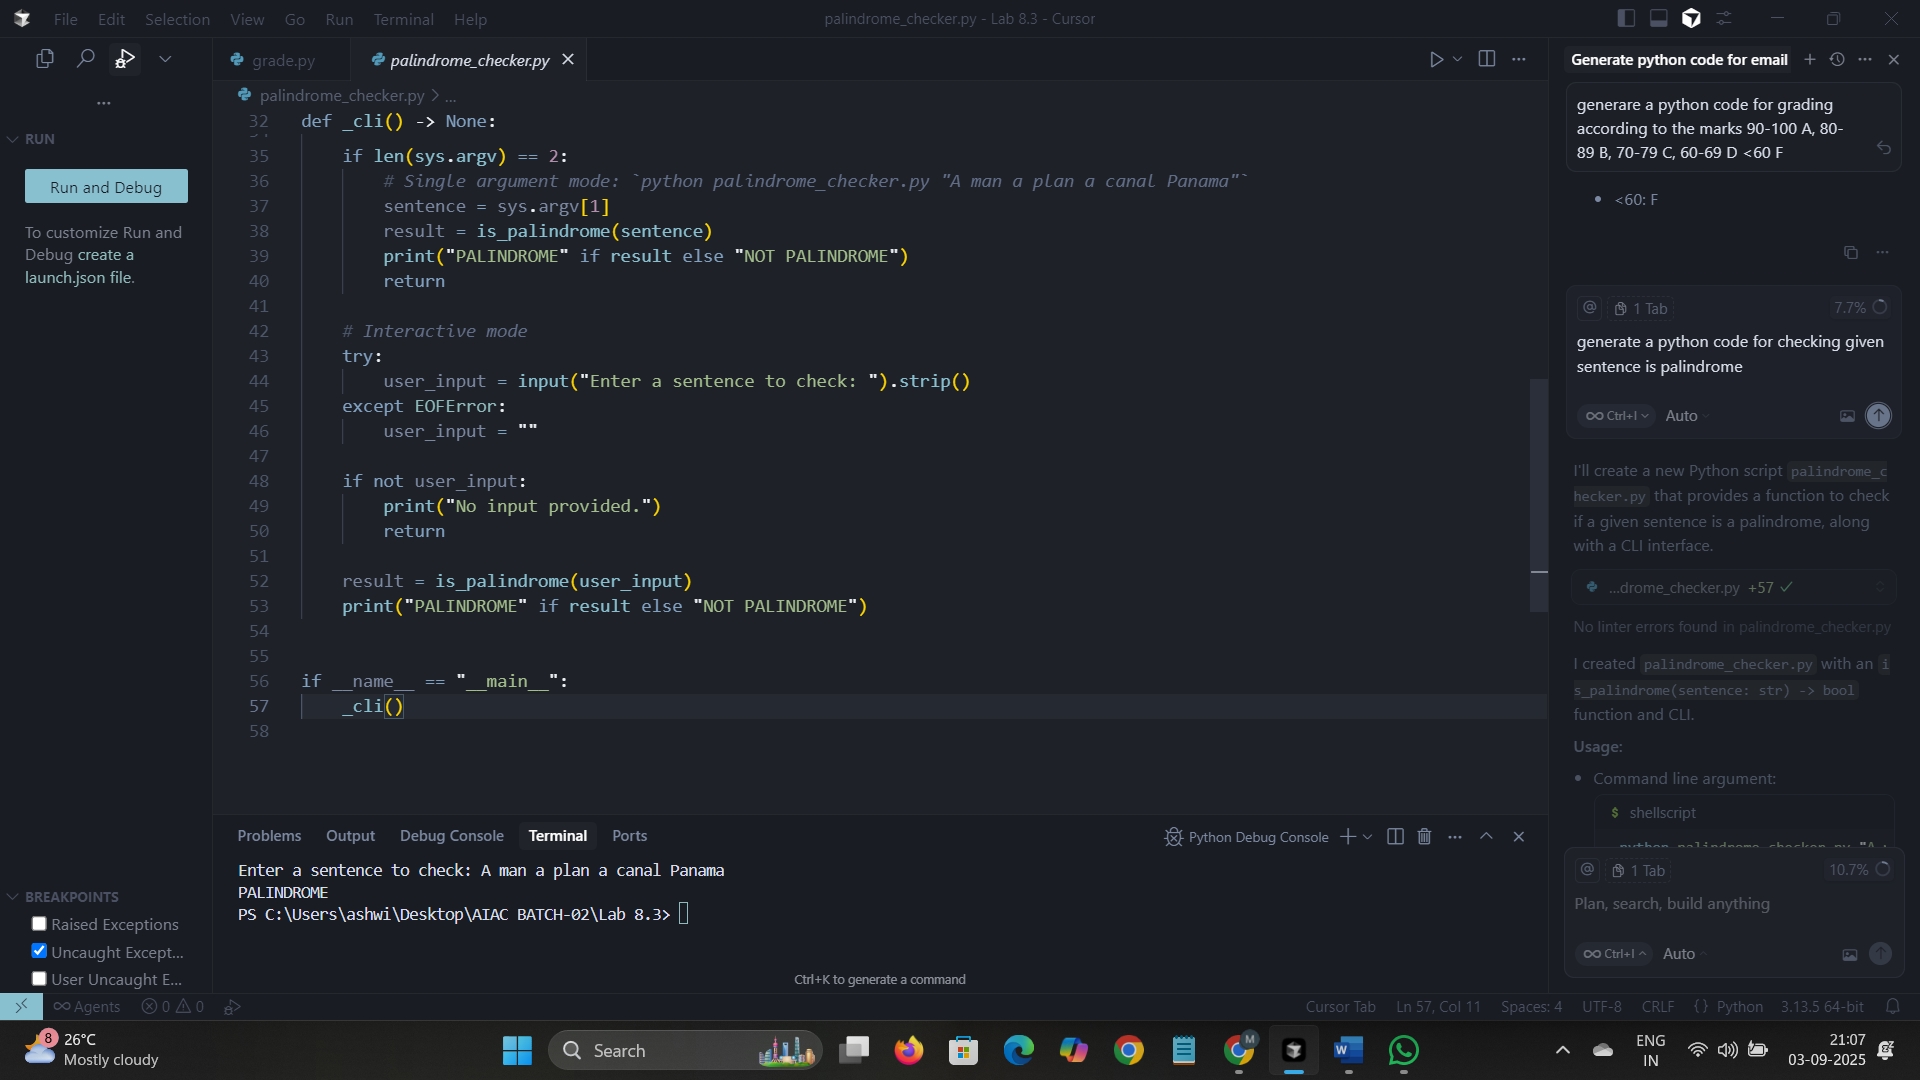 File Edit Selection View Go Run Terminal Help
palindrome_checker.py - Lab 8.3 - Cursor
RUN
Run and Debug
To customize Run and
Debug create a
launch.json file.
BREAKPOINTS
Raised Exceptions
Uncaught Except...
User Uncaught E...
grade.py
palindrome_checker.py
palindrome_checker.py > ...
32 def _cli() -> None:
35 if len(sys.argv) == 2:
36 # Single argument mode: `python palindrome_checker.py "A man a plan a canal Panama"`
37 sentence = sys.argv[1]
38 result = is_palindrome(sentence)
39 print("PALINDROME" if result else "NOT PALINDROME")
40 return
41
42 # Interactive mode
43 try:
44 user_input = input("Enter a sentence to check: ").strip()
45 except EOFError:
46 user_input = ""
47
48 if not user_input:
49 print("No input provided.")
50 return
51
52 result = is_palindrome(user_input)
53 print("PALINDROME" if result else "NOT PALINDROME")
54
55
56 if __name__ == "__main__":
57 _cli()
58
Problems Output Debug Console Terminal Ports
Python Debug Console
Enter a sentence to check: A man a plan a canal Panama
PALINDROME
PS C:\Users\ashwi\Desktop\AIAC BATCH-02\Lab 8.3>
Ctrl+K to generate a command
Generate python code for email
generare a python code for grading
according to the marks 90-100 A, 80-
89 B, 70-79 C, 60-69 D <60 F
• <60: F
@ 1 Tab 7.7%
generate a python code for checking given
sentence is palindrome
∞ Ctrl+I Auto
I'll create a new Python script palindrome_c
hecker.py that provides a function to check
if a given sentence is a palindrome, along
with a CLI interface.
...drome_checker.py +57
No linter errors found in palindrome_checker.py
I created palindrome_checker.py with an i
s_palindrome(sentence: str) -> bool
function and CLI.
Usage:
• Command line argument:
$ shellscript
python palindrome_checker.py "A
@ 1 Tab 10.7%
Plan, search, build anything
∞ Ctrl+I Auto
∞ Agents 0 0
Cursor Tab Ln 57, Col 11 Spaces: 4 UTF-8 CRLF {} Python 3.13.5 64-bit
8
26°C
Mostly cloudy
Search
M
W
ENG
IN
21:07
03-09-2025